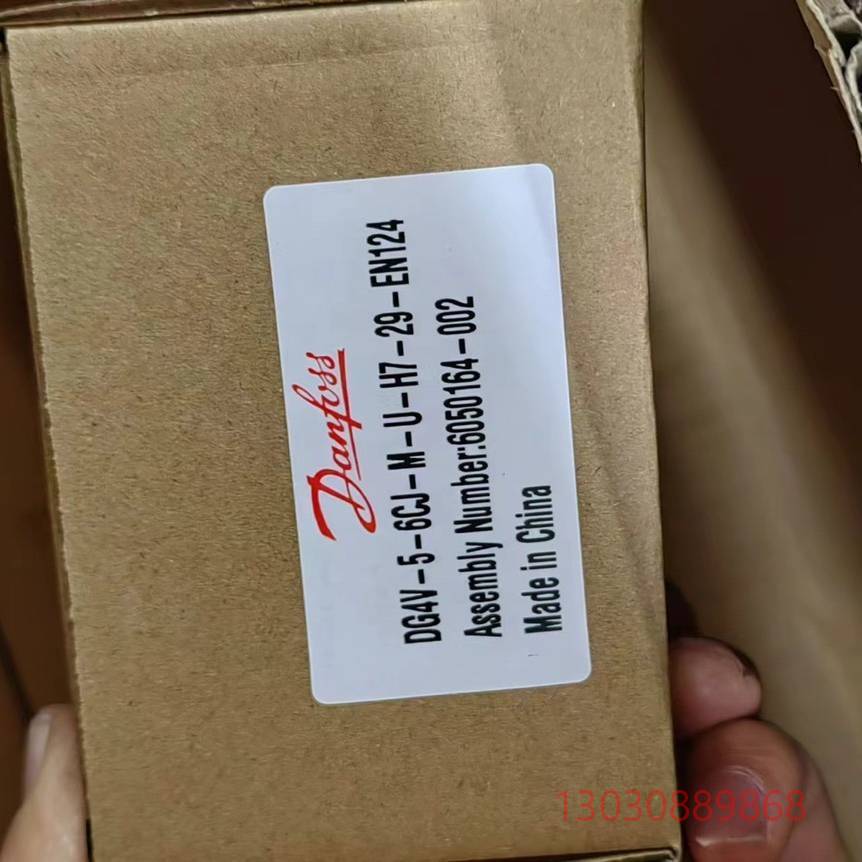 Danfoss
DG4V-5-6CJ-M-U-H7-29-EN124
Assembly Number:6050164-002
Made in China
13030889868